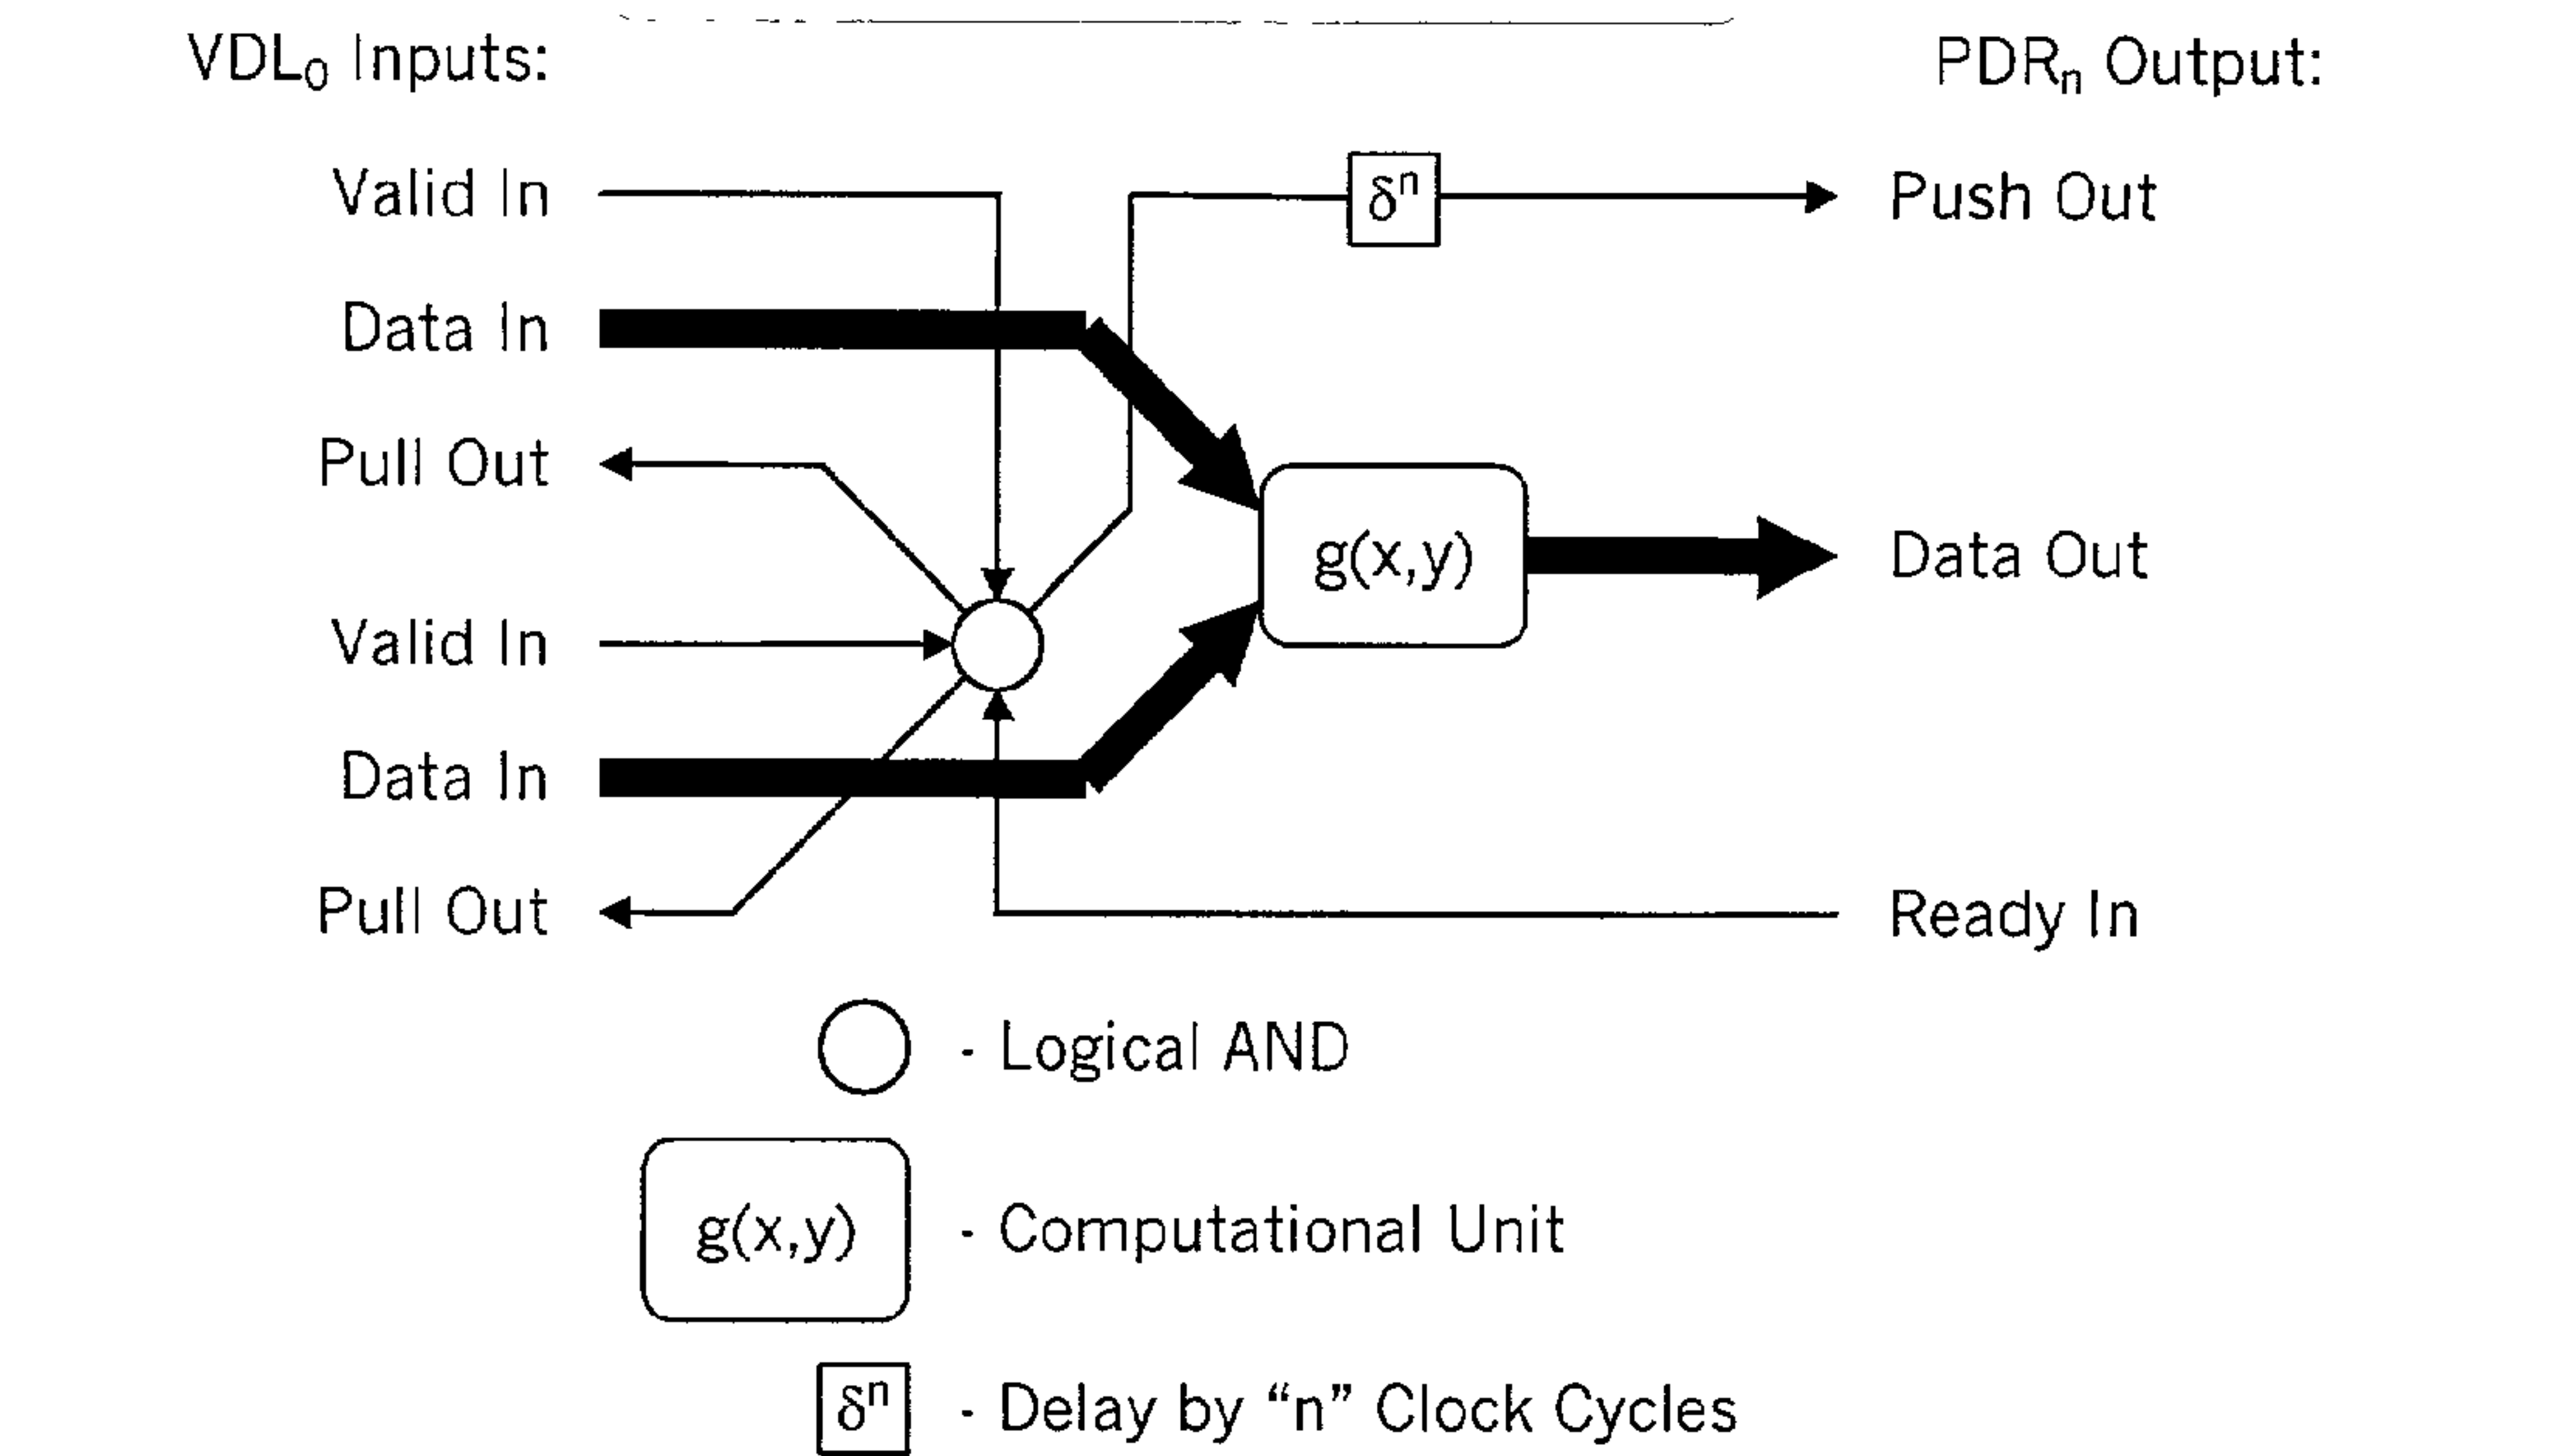 VDL₀ Inputs:
PDRₙ Output:
Valid In
δⁿ
Push Out
Data In
Pull Out
g(x,y)
Data Out
Valid In
Data In
Pull Out
Ready In
- Logical AND
g(x,y) - Computational Unit
δⁿ - Delay by “n” Clock Cycles